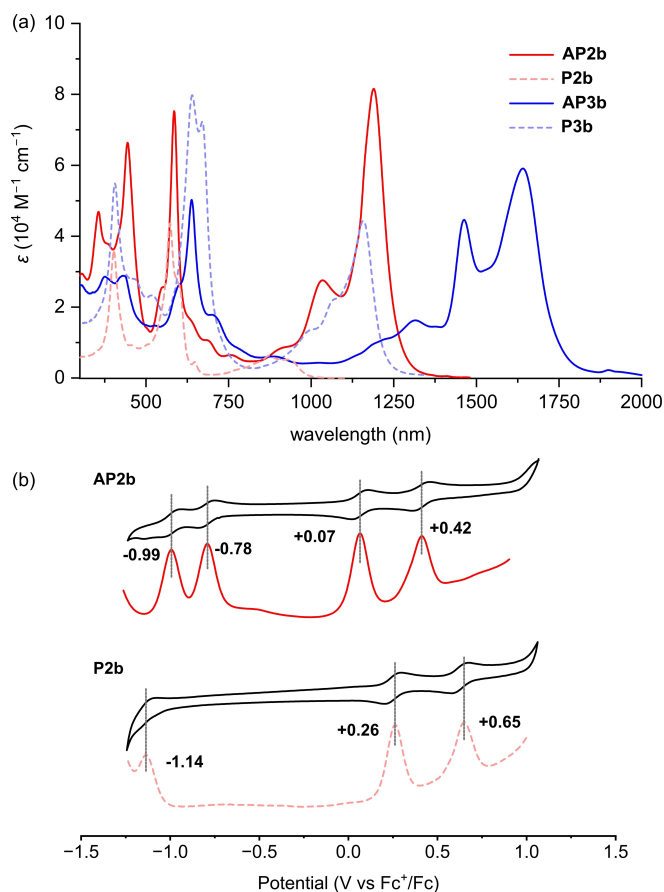 (a)
10
8
6
4
2
0
ε (10⁴ M⁻¹ cm⁻¹)
AP2b
P2b
AP3b
P3b
500 750 1000 1250 1500 1750 2000
wavelength (nm)
(b)
AP2b
-0.99
-0.78
+0.07
+0.42
P2b
-1.14
+0.26
+0.65
−1.5 −1.0 −0.5 0.0 0.5 1.0 1.5
Potential (V vs Fc⁺/Fc)